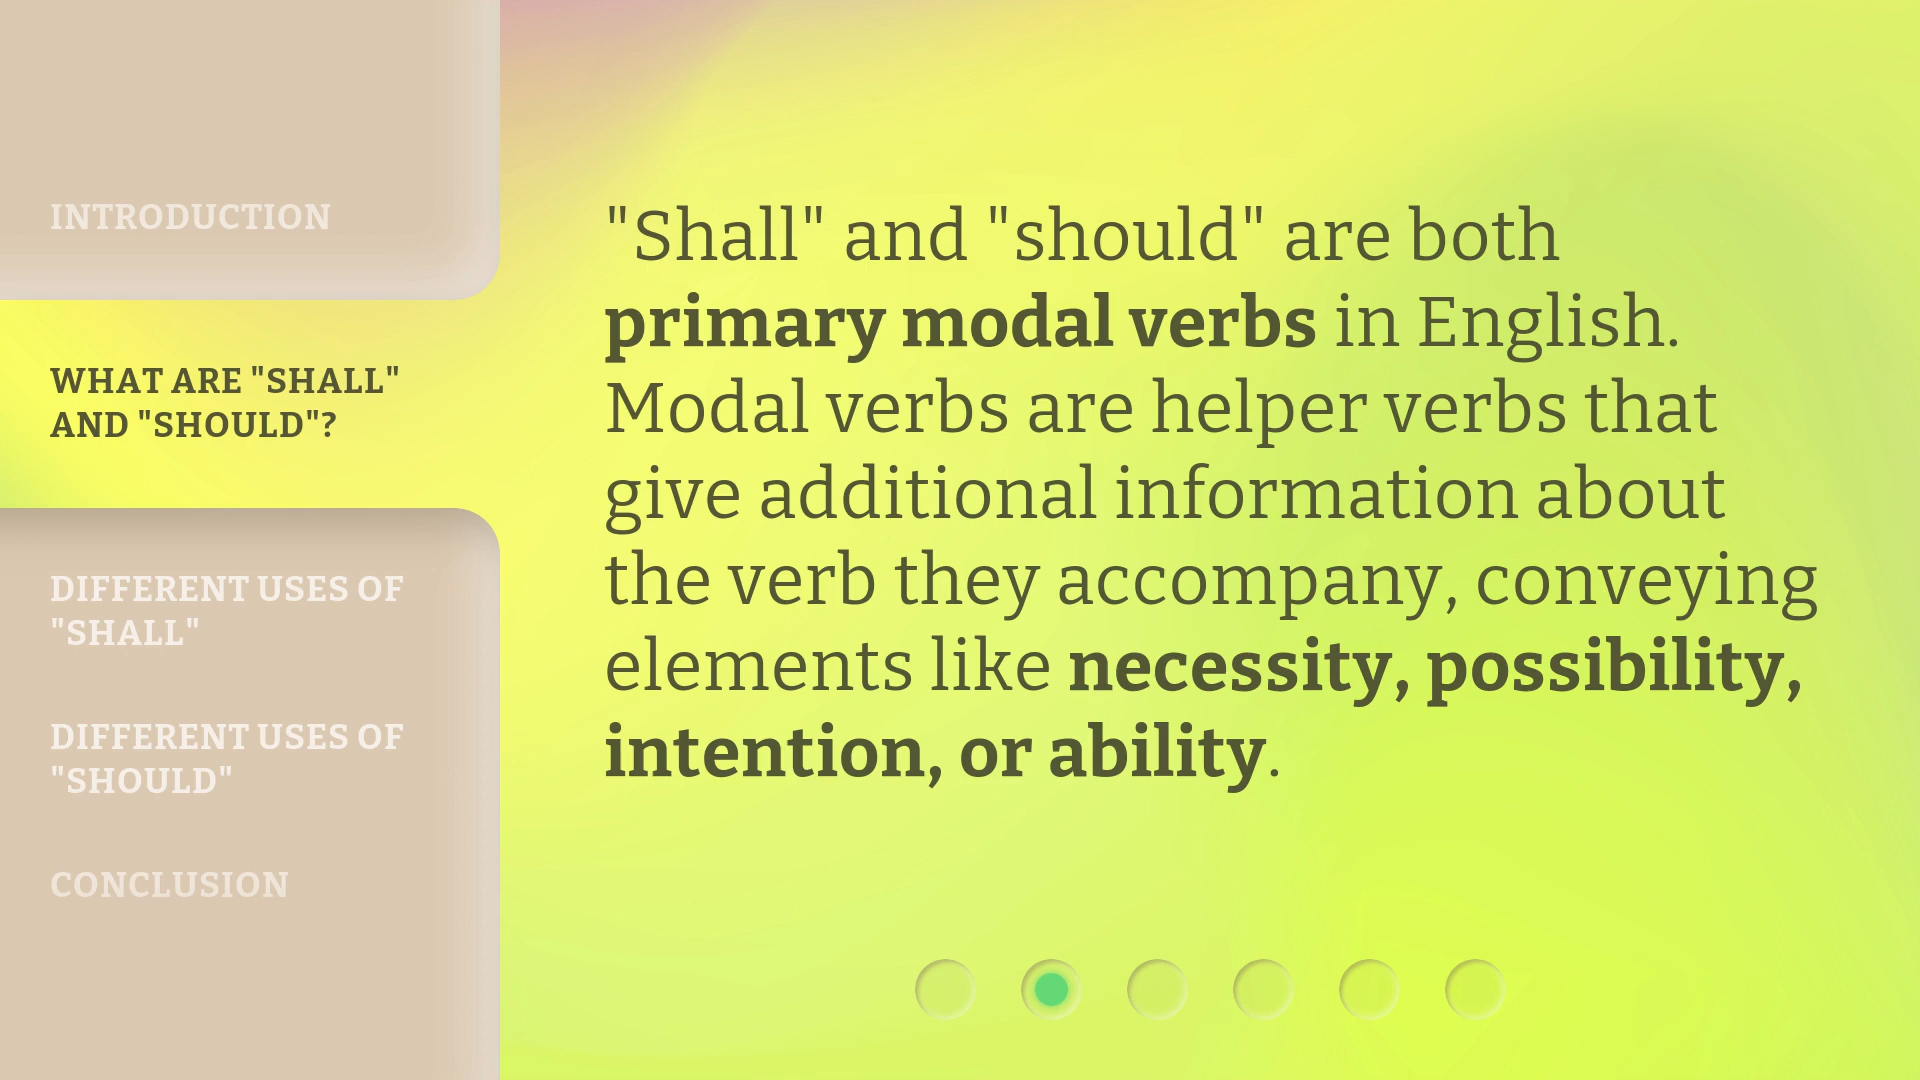 INTRODUCTION
WHAT ARE "SHALL"
AND "SHOULD"?
DIFFERENT USES OF
"SHALL"
DIFFERENT USES OF
"SHOULD"
CONCLUSION
"Shall" and "should" are both
primary modal verbs in English.
Modal verbs are helper verbs that
give additional information about
the verb they accompany, conveying
elements like necessity, possibility,
intention, or ability.